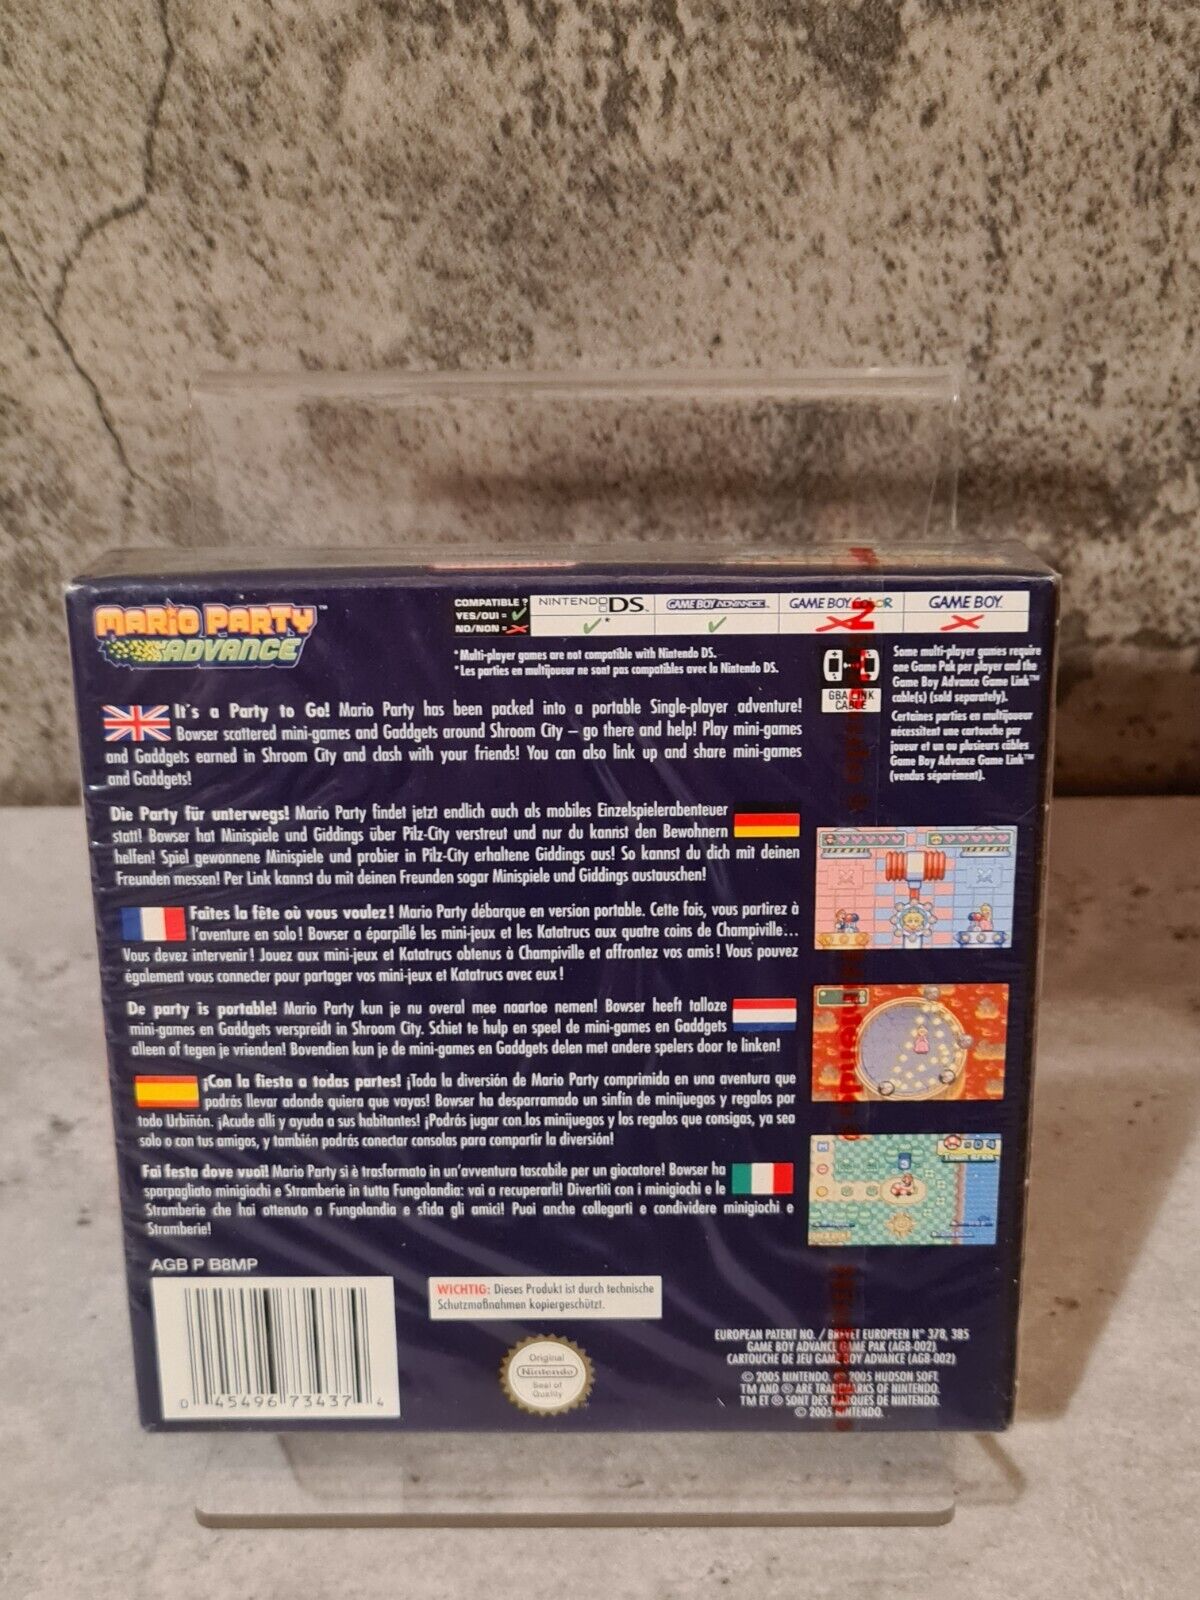 MARIO PARTY™
ADVANCE
COMPATIBLE ?
YES/OUI =
NO/NON =
NINTENDO DS™
GAME BOY ADVANCE™
GAME BOY COLOR
GAME BOY™
*
*Multi-player games are not compatible with Nintendo DS.
*Les parties en multijoueur ne sont pas compatibles avec la Nintendo DS.
GBA LINK
CABLE
Some multi-player games require
one Game Pak per player and the
Game Boy Advance Game Link™
cable(s) (sold separately).
Certaines parties en multijoueur
nécessitent une cartouche par
joueur et un ou plusieurs câbles
Game Boy Advance Game Link™
(vendus séparément).
It's a Party to Go! Mario Party has been packed into a portable Single-player adventure!
Bowser scattered mini-games and Gaddgets around Shroom City – go there and help! Play mini-games
and Gaddgets earned in Shroom City and clash with your friends! You can also link up and share mini-games
and Gaddgets!
Die Party für unterwegs! Mario Party findet jetzt endlich auch als mobiles Einzelspielerabenteuer
statt! Bowser hat Minispiele und Giddings über Pilz-City verstreut und nur du kannst den Bewohnern
helfen! Spiel gewonnene Minispiele und probier in Pilz-City erhaltene Giddings aus! So kannst du dich mit deinen
Freunden messen! Per Link kannst du mit deinen Freunden sogar Minispiele und Giddings austauschen!
Faites la fête où vous voulez ! Mario Party débarque en version portable. Cette fois, vous partirez à
l'aventure en solo ! Bowser a éparpillé les mini-jeux et les Katatrucs aux quatre coins de Champiville...
Vous devez intervenir ! Jouez aux mini-jeux et Katatrucs obtenus à Champiville et affrontez vos amis ! Vous pouvez
également vous connecter pour partager vos mini-jeux et Katatrucs avec eux !
De party is portable! Mario Party kun je nu overal mee naartoe nemen! Bowser heeft talloze
mini-games en Gaddgets verspreidt in Shroom City. Schiet te hulp en speel de mini-games en Gaddgets
alleen of tegen je vrienden! Bovendien kun je de mini-games en Gaddgets delen met andere spelers door te linken!
¡Con la fiesta a todas partes! ¡Toda la diversión de Mario Party comprimida en una aventura que
podrás llevar adonde quiera que vayas! Bowser ha desparramado un sinfín de minijuegos y regalos por
todo Urbiñón. ¡Acude allí y ayuda a sus habitantes! ¡Podrás jugar con los minijuegos y los regalos que consigas, ya sea
solo o con tus amigos, y también podrás conectar consolas para compartir la diversión!
Fai festa dove vuoi! Mario Party si è trasformato in un'avventura tascabile per un giocatore! Bowser ha
sparpagliato minigiochi e Stramberie in tutta Fungolandia: vai a recuperarli! Divertiti con i minigiochi e le
Stramberie che hai ottenuto a Fungolandia e sfida gli amici! Puoi anche collegarti e condividere minigiochi e
Stramberie!
AGB P B8MP
0 45496 73437 4
WICHTIG: Dieses Produkt ist durch technische
Schutzmaßnahmen kopiergeschützt.
Original
Nintendo
Seal of
Quality
EUROPEAN PATENT NO. / BREVET EUROPEEN N° 378, 385
GAME BOY ADVANCE GAME PAK (AGB-002)
CARTOUCHE DE JEU GAME BOY ADVANCE (AGB-002)
© 2005 NINTENDO. © 2005 HUDSON SOFT.
TM AND ® ARE TRADEMARKS OF NINTENDO.
TM ET ® SONT DES MARQUES DE NINTENDO.
© 2005 NINTENDO.